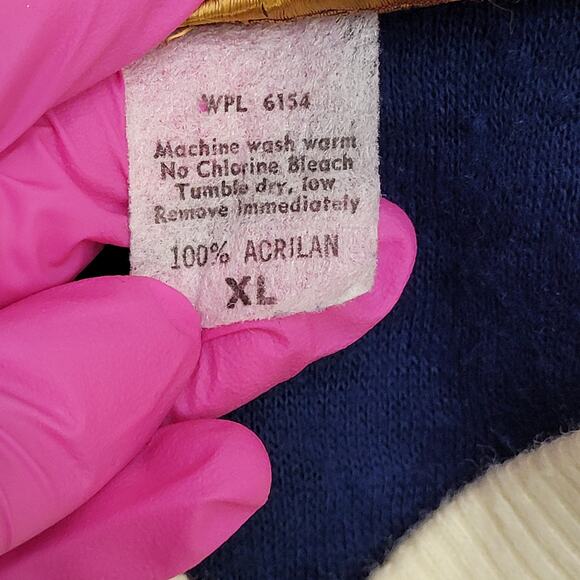 WPL 6154
Machine wash warm
No Chlorine Bleach
Tumble dry, low
Remove immediately
100% ACRILAN
XL